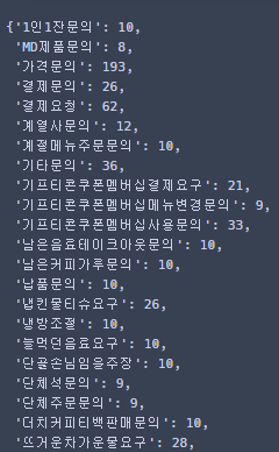 {'1인1잔문의': 10,
'MD제품문의': 8,
'가격문의': 193,
'결제문의': 26,
'결제요청': 62,
'계열사문의': 12,
'계절메뉴주문문의': 10,
'기타문의': 36,
'기프티콘쿠폰멤버십결제요구': 21,
'기프티콘쿠폰멤버십메뉴변경문의': 9,
'기프티콘쿠폰멤버십사용문의': 33,
'남은음료테이크아웃문의': 10,
'남은커피가루문의': 10,
'납품문의': 10,
'냅킨물티슈요구': 26,
'냉방조절': 10,
'늘먹던음료요구': 10,
'단골손님임을주장': 10,
'단체석문의': 9,
'단체주문문의': 9,
'더치커피티백판매문의': 10,
'뜨거운차가운물요구': 28,